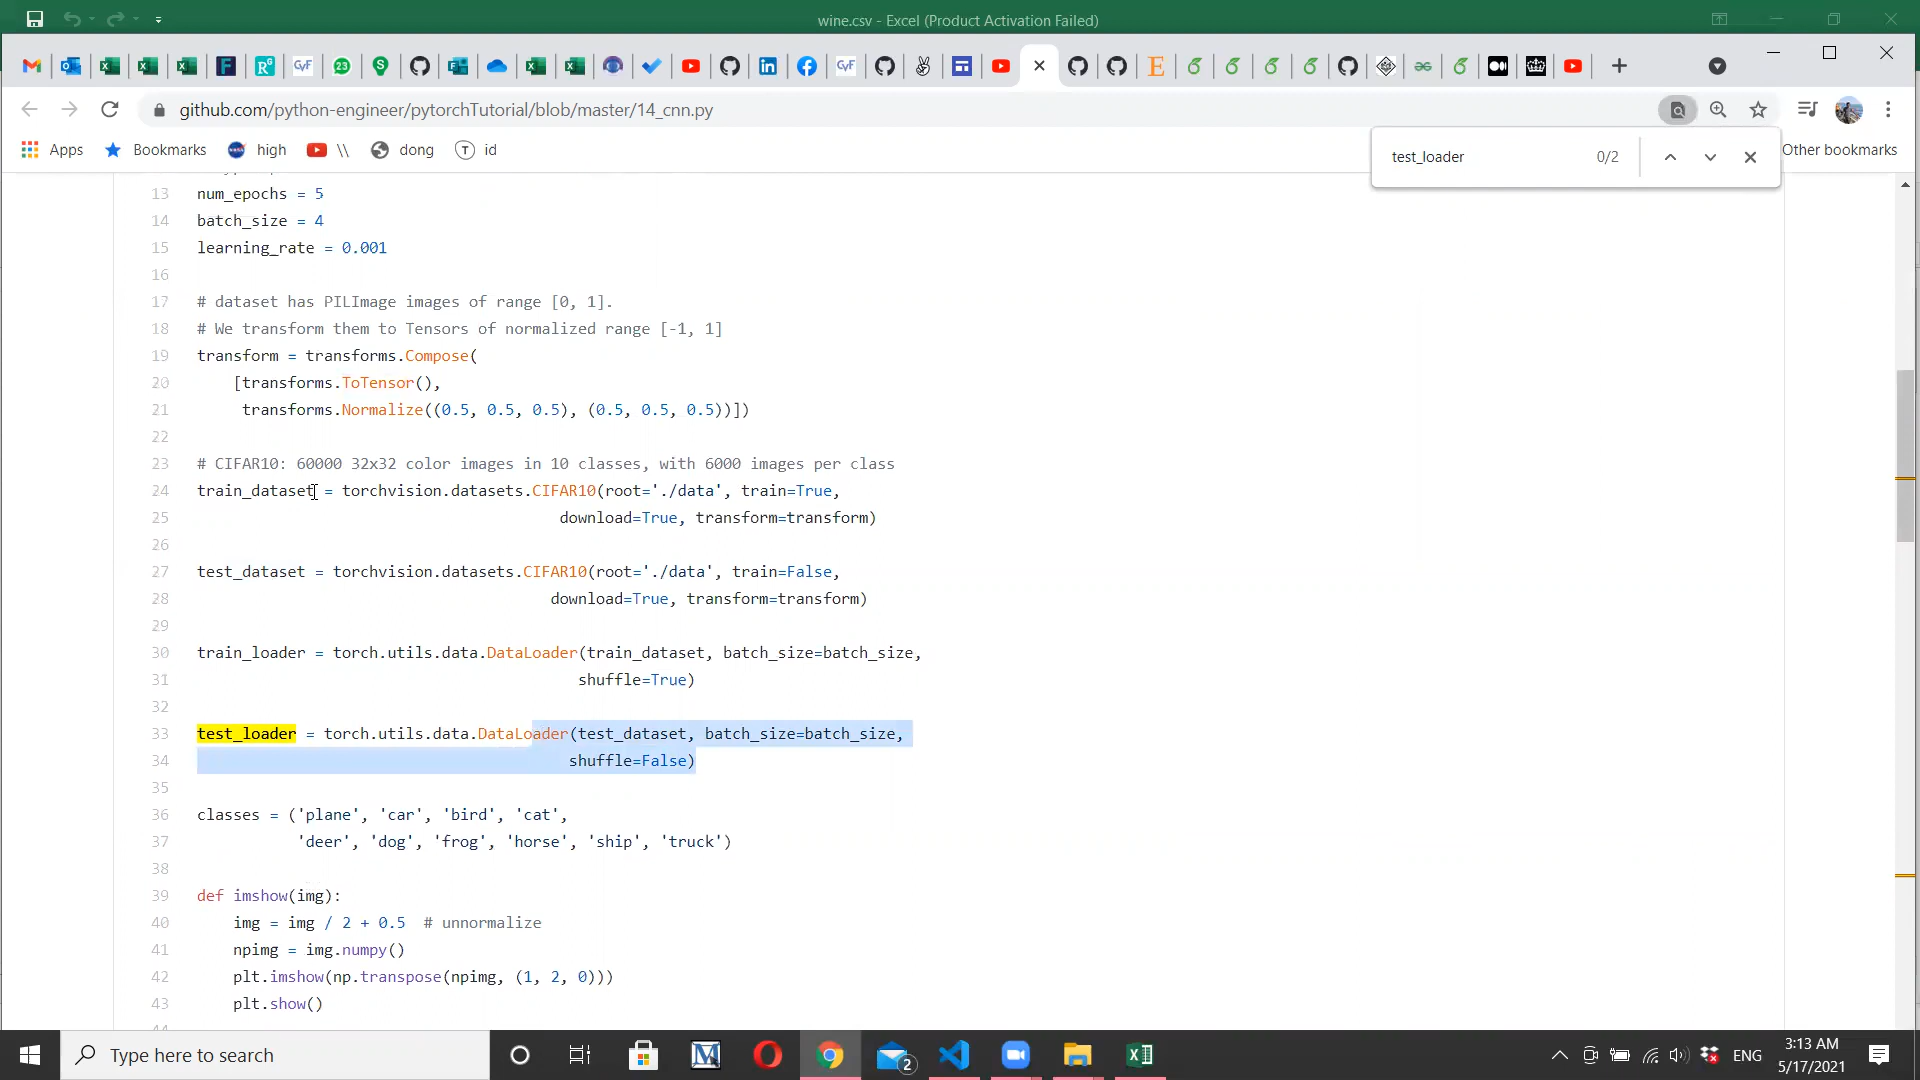 wine.csv - Excel (Product Activation Failed)
github.com/python-engineer/pytorchTutorial/blob/master/14_cnn.py
Apps Bookmarks high \\ dong id Other bookmarks
test_loader 0/2
13 num_epochs = 5
14 batch_size = 4
15 learning_rate = 0.001
16
17 # dataset has PILImage images of range [0, 1].
18 # We transform them to Tensors of normalized range [-1, 1]
19 transform = transforms.Compose(
20 [transforms.ToTensor(),
21 transforms.Normalize((0.5, 0.5, 0.5), (0.5, 0.5, 0.5))])
22
23 # CIFAR10: 60000 32x32 color images in 10 classes, with 6000 images per class
24 train_dataset = torchvision.datasets.CIFAR10(root='./data', train=True,
25 download=True, transform=transform)
26
27 test_dataset = torchvision.datasets.CIFAR10(root='./data', train=False,
28 download=True, transform=transform)
29
30 train_loader = torch.utils.data.DataLoader(train_dataset, batch_size=batch_size,
31 shuffle=True)
32
33 test_loader = torch.utils.data.DataLoader(test_dataset, batch_size=batch_size,
34 shuffle=False)
35
36 classes = ('plane', 'car', 'bird', 'cat',
37 'deer', 'dog', 'frog', 'horse', 'ship', 'truck')
38
39 def imshow(img):
40 img = img / 2 + 0.5 # unnormalize
41 npimg = img.numpy()
42 plt.imshow(np.transpose(npimg, (1, 2, 0)))
43 plt.show()
Type here to search
2
ENG
3:13 AM
5/17/2021